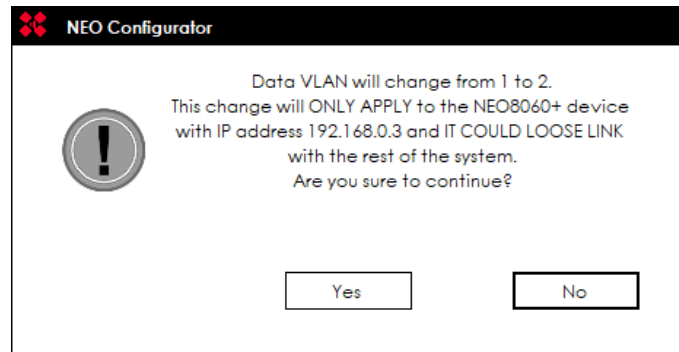 NEO Configurator
Data VLAN will change from 1 to 2.
This change will ONLY APPLY to the NEO8060+ device
with IP address 192.168.0.3 and IT COULD LOOSE LINK
with the rest of the system.
Are you sure to continue?
Yes
No